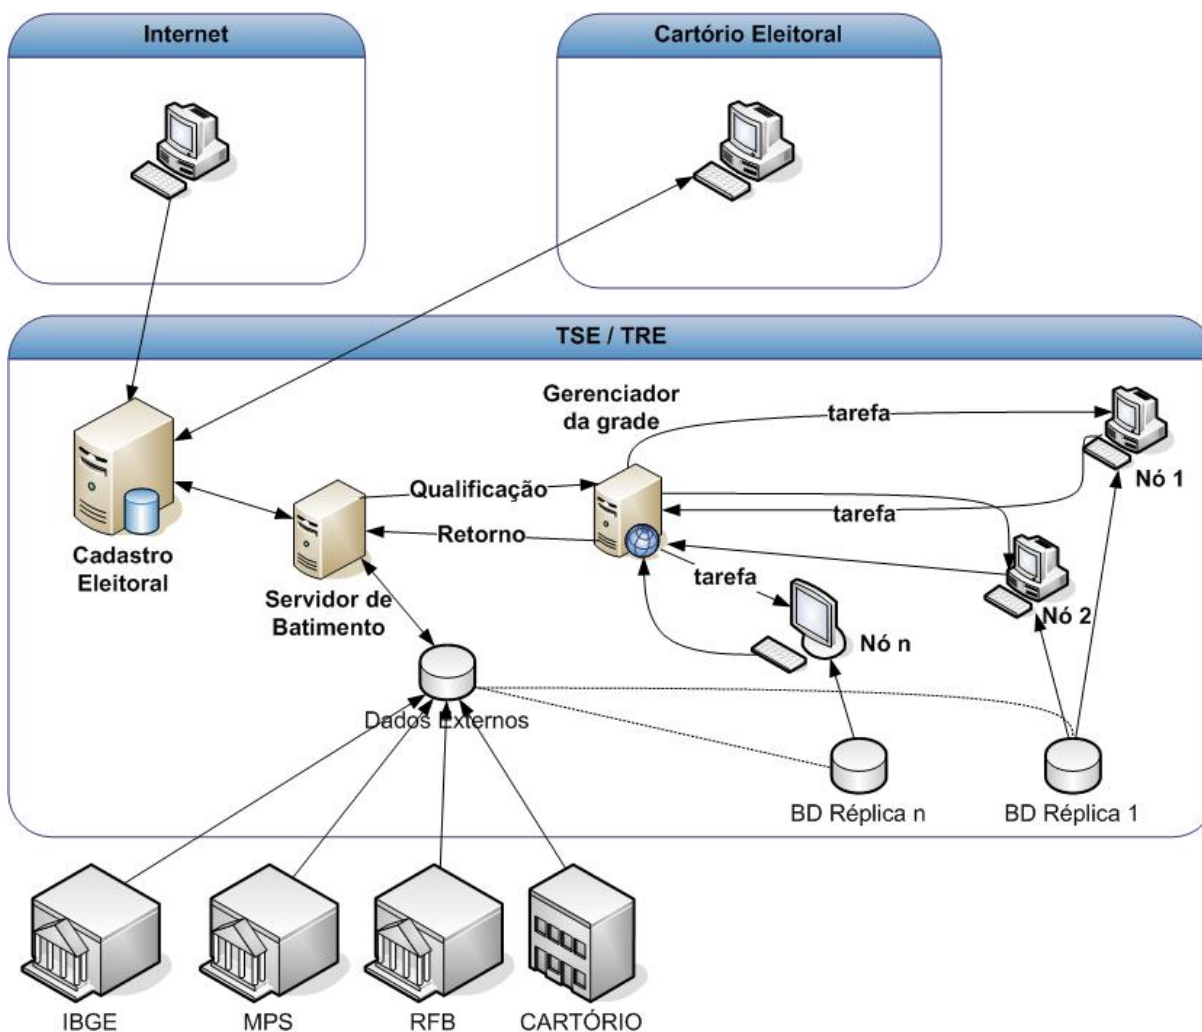 Internet
Cartório Eleitoral
TSE / TRE
Gerenciador
da grade
tarefa
Nó 1
Qualificação
tarefa
Retorno
tarefa
Cadastro
Eleitoral
Servidor de
Batimento
Nó 2
Nó n
Dados Externos
BD Réplica n
BD Réplica 1
IBGE
MPS
RFB
CARTÓRIO